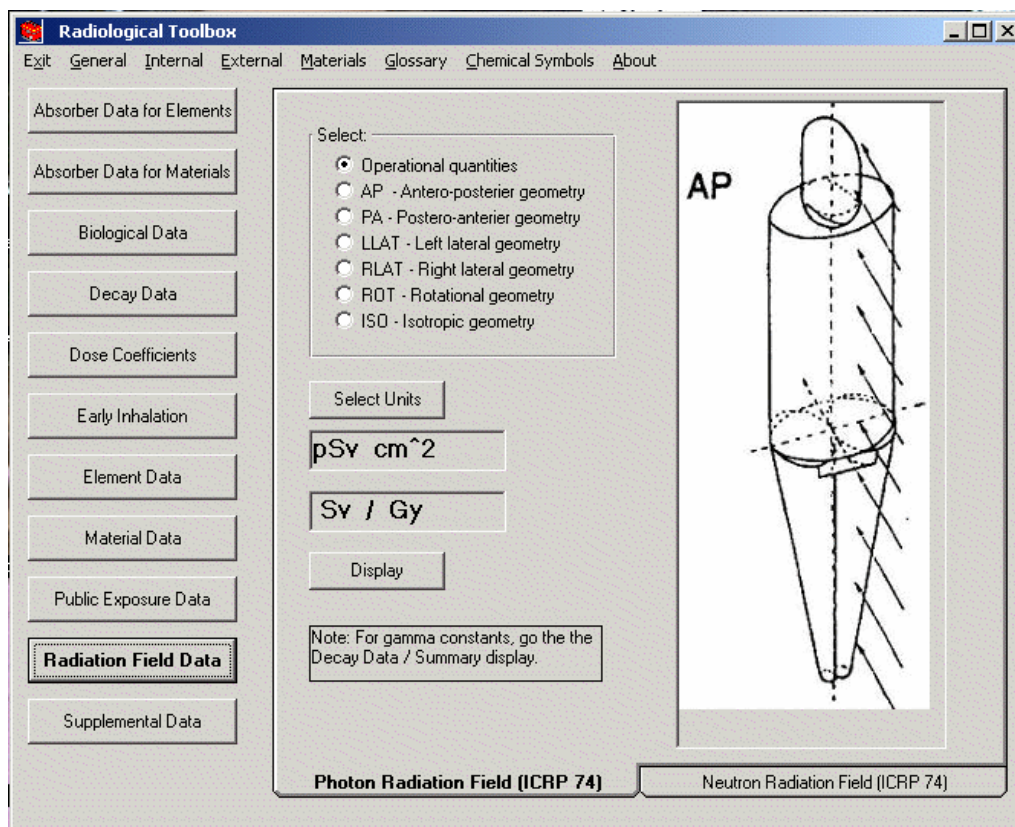 Radiological Toolbox
Exit General Internal External Materials Glossary Chemical Symbols About
Absorber Data for Elements
Absorber Data for Materials
Biological Data
Decay Data
Dose Coefficients
Early Inhalation
Element Data
Material Data
Public Exposure Data
Radiation Field Data
Supplemental Data
Select:
Operational quantities
AP - Antero-posterier geometry
PA - Postero-anterier geometry
LLAT - Left lateral geometry
RLAT - Right lateral geometry
ROT - Rotational geometry
ISO - Isotropic geometry
Select Units
pSv cm^2
Sv / Gy
Display
Note: For gamma constants, go the the
Decay Data / Summary display.
AP
Photon Radiation Field (ICRP 74)
Neutron Radiation Field (ICRP 74)